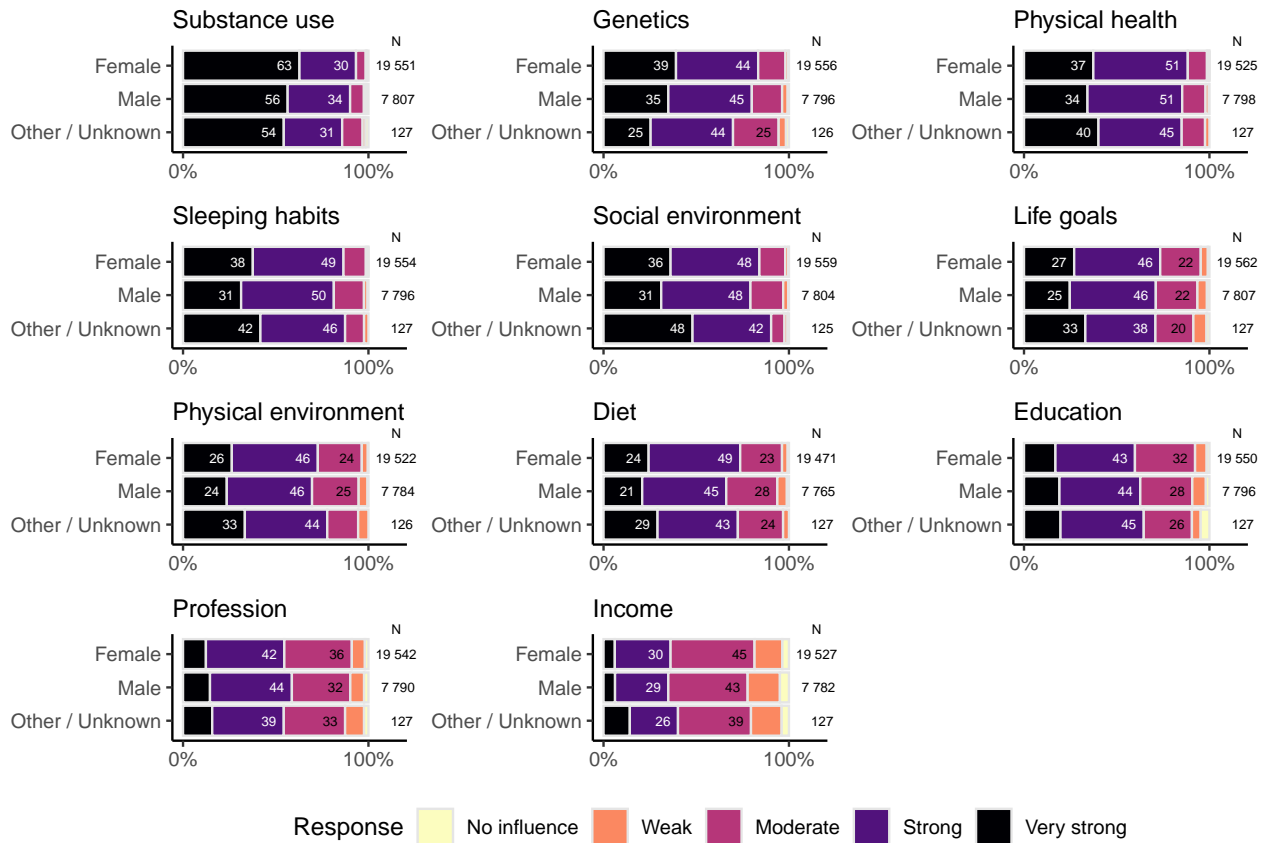 Substance use
N
Female 63 30 19 551
Male 56 34 7 807
Other / Unknown 54 31 127
0% 100%
Genetics
N
Female 39 44 19 556
Male 35 45 7 796
Other / Unknown 25 44 25 126
0% 100%
Physical health
N
Female 37 51 19 525
Male 34 51 7 798
Other / Unknown 40 45 127
0% 100%
Sleeping habits
N
Female 38 49 19 554
Male 31 50 7 796
Other / Unknown 42 46 127
0% 100%
Social environment
N
Female 36 48 19 559
Male 31 48 7 804
Other / Unknown 48 42 125
0% 100%
Life goals
N
Female 27 46 22 19 562
Male 25 46 22 7 807
Other / Unknown 33 38 20 127
0% 100%
Physical environment
N
Female 26 46 24 19 522
Male 24 46 25 7 784
Other / Unknown 33 44 126
0% 100%
Diet
N
Female 24 49 23 19 471
Male 21 45 28 7 765
Other / Unknown 29 43 24 127
0% 100%
Education
N
Female 43 32 19 550
Male 44 28 7 796
Other / Unknown 45 26 127
0% 100%
Profession
N
Female 42 36 19 542
Male 44 32 7 790
Other / Unknown 39 33 127
0% 100%
Income
N
Female 30 45 19 527
Male 29 43 7 782
Other / Unknown 26 39 127
0% 100%
Response No influence Weak Moderate Strong Very strong